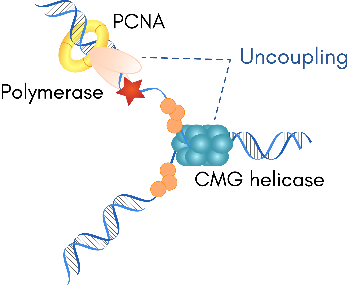 PCNA
Uncoupling
Polymerase
CMG helicase